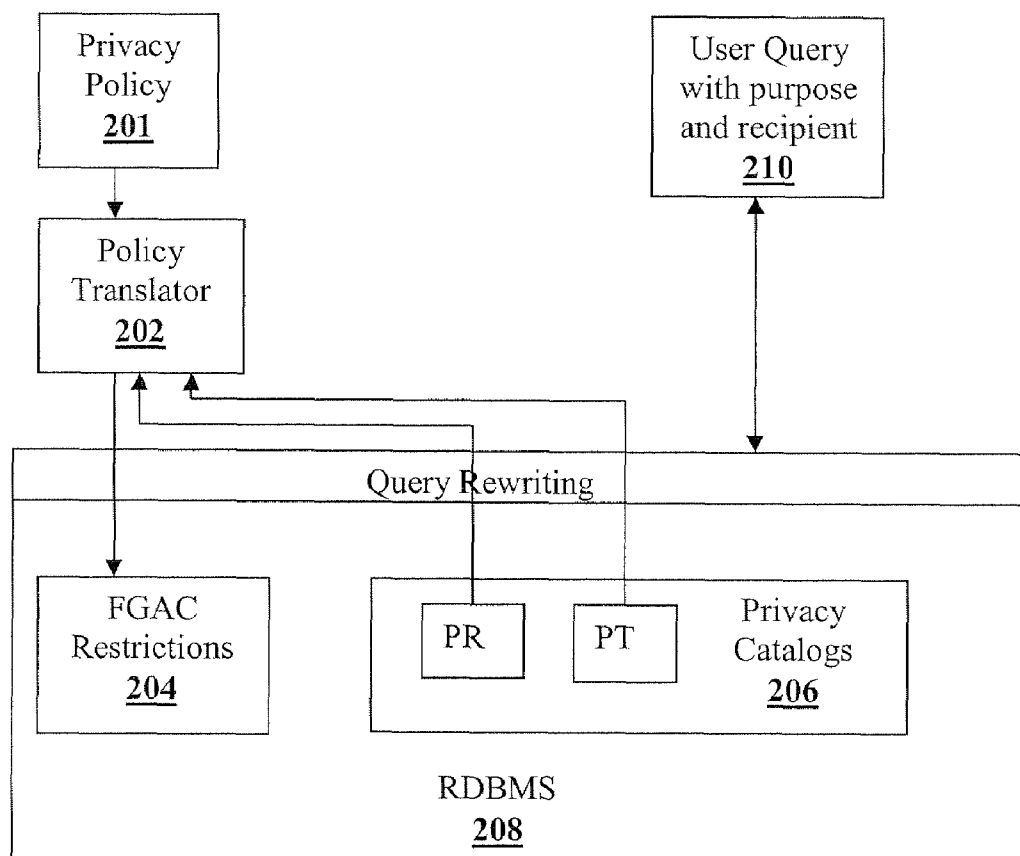 Privacy
Policy
201
User Query
with purpose
and recipient
210
Policy
Translator
202
Query Rewriting
FGAC
Restrictions
204
PR
PT
Privacy
Catalogs
206
RDBMS
208